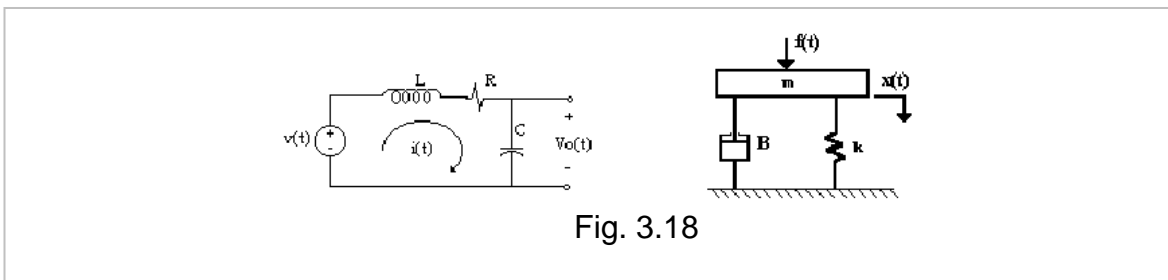 L
R
v(t)
+
-
i(t)
C
+
Vo(t)
-
f(t)
m
x(t)
B
k
Fig. 3.18